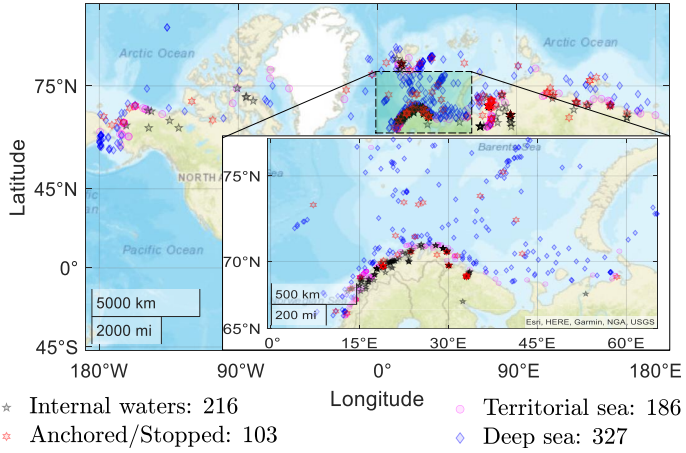 Arctic Ocean
Arctic Ocean
75°N
Latitude
45°N
0°
45°S
NORTH A
Pacific Ocean
5000 km
2000 mi
Barents Sea
75°N
70°N
65°N
500 km
200 mi
Esri, HERE, Garmin, NGA, USGS
0° 15°E 30°E 45°E 60°E
180°W 90°W 0° 90°E 180°E
Longitude
Internal waters: 216
Territorial sea: 186
Anchored/Stopped: 103
Deep sea: 327